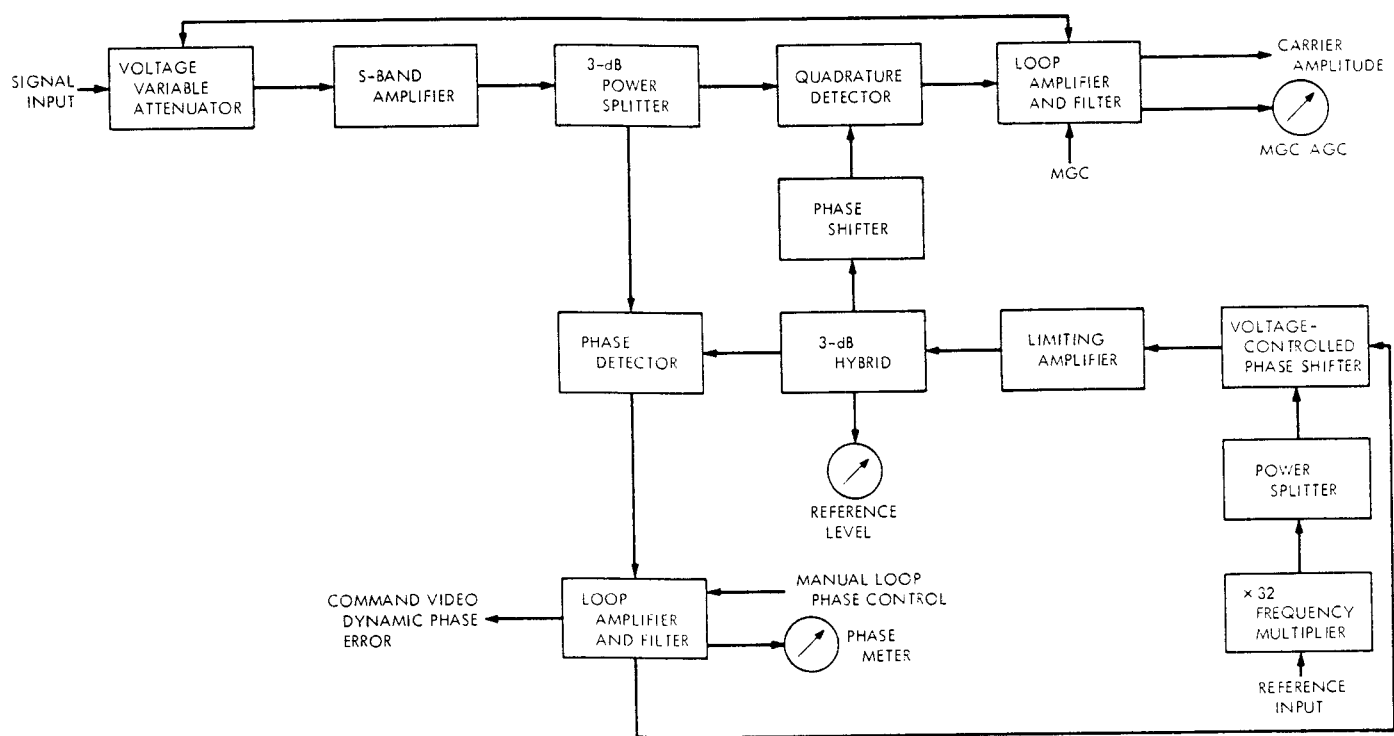 SIGNAL
INPUT
VOLTAGE
VARIABLE
ATTENUATOR
S-BAND
AMPLIFIER
3-dB
POWER
SPLITTER
QUADRATURE
DETECTOR
LOOP
AMPLIFIER
AND FILTER
CARRIER
AMPLITUDE
MGC AGC
MGC
PHASE
SHIFTER
PHASE
DETECTOR
3-dB
HYBRID
LIMITING
AMPLIFIER
VOLTAGE-
CONTROLLED
PHASE SHIFTER
REFERENCE
LEVEL
POWER
SPLITTER
COMMAND VIDEO
DYNAMIC PHASE
ERROR
LOOP
AMPLIFIER
AND FILTER
MANUAL LOOP
PHASE CONTROL
PHASE
METER
× 32
FREQUENCY
MULTIPLIER
REFERENCE
INPUT